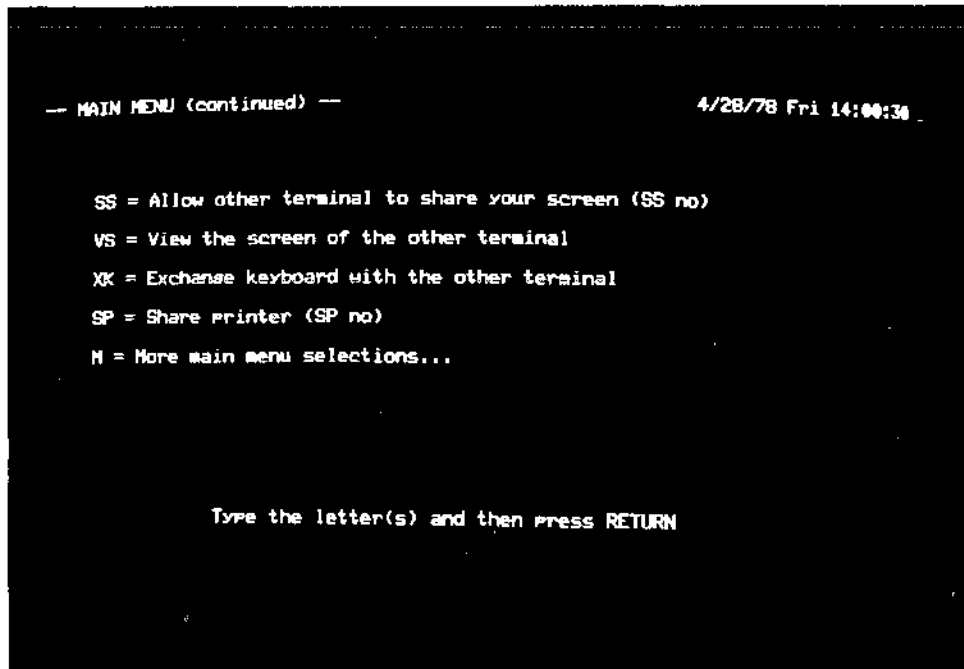 -- MAIN MENU (continued) --
4/28/78 Fri 14:00:30
SS = Allow other terminal to share your screen (SS no)
VS = View the screen of the other terminal
XK = Exchange keyboard with the other terminal
SP = Share printer (SP no)
M = More main menu selections...
Type the letter(s) and then press RETURN